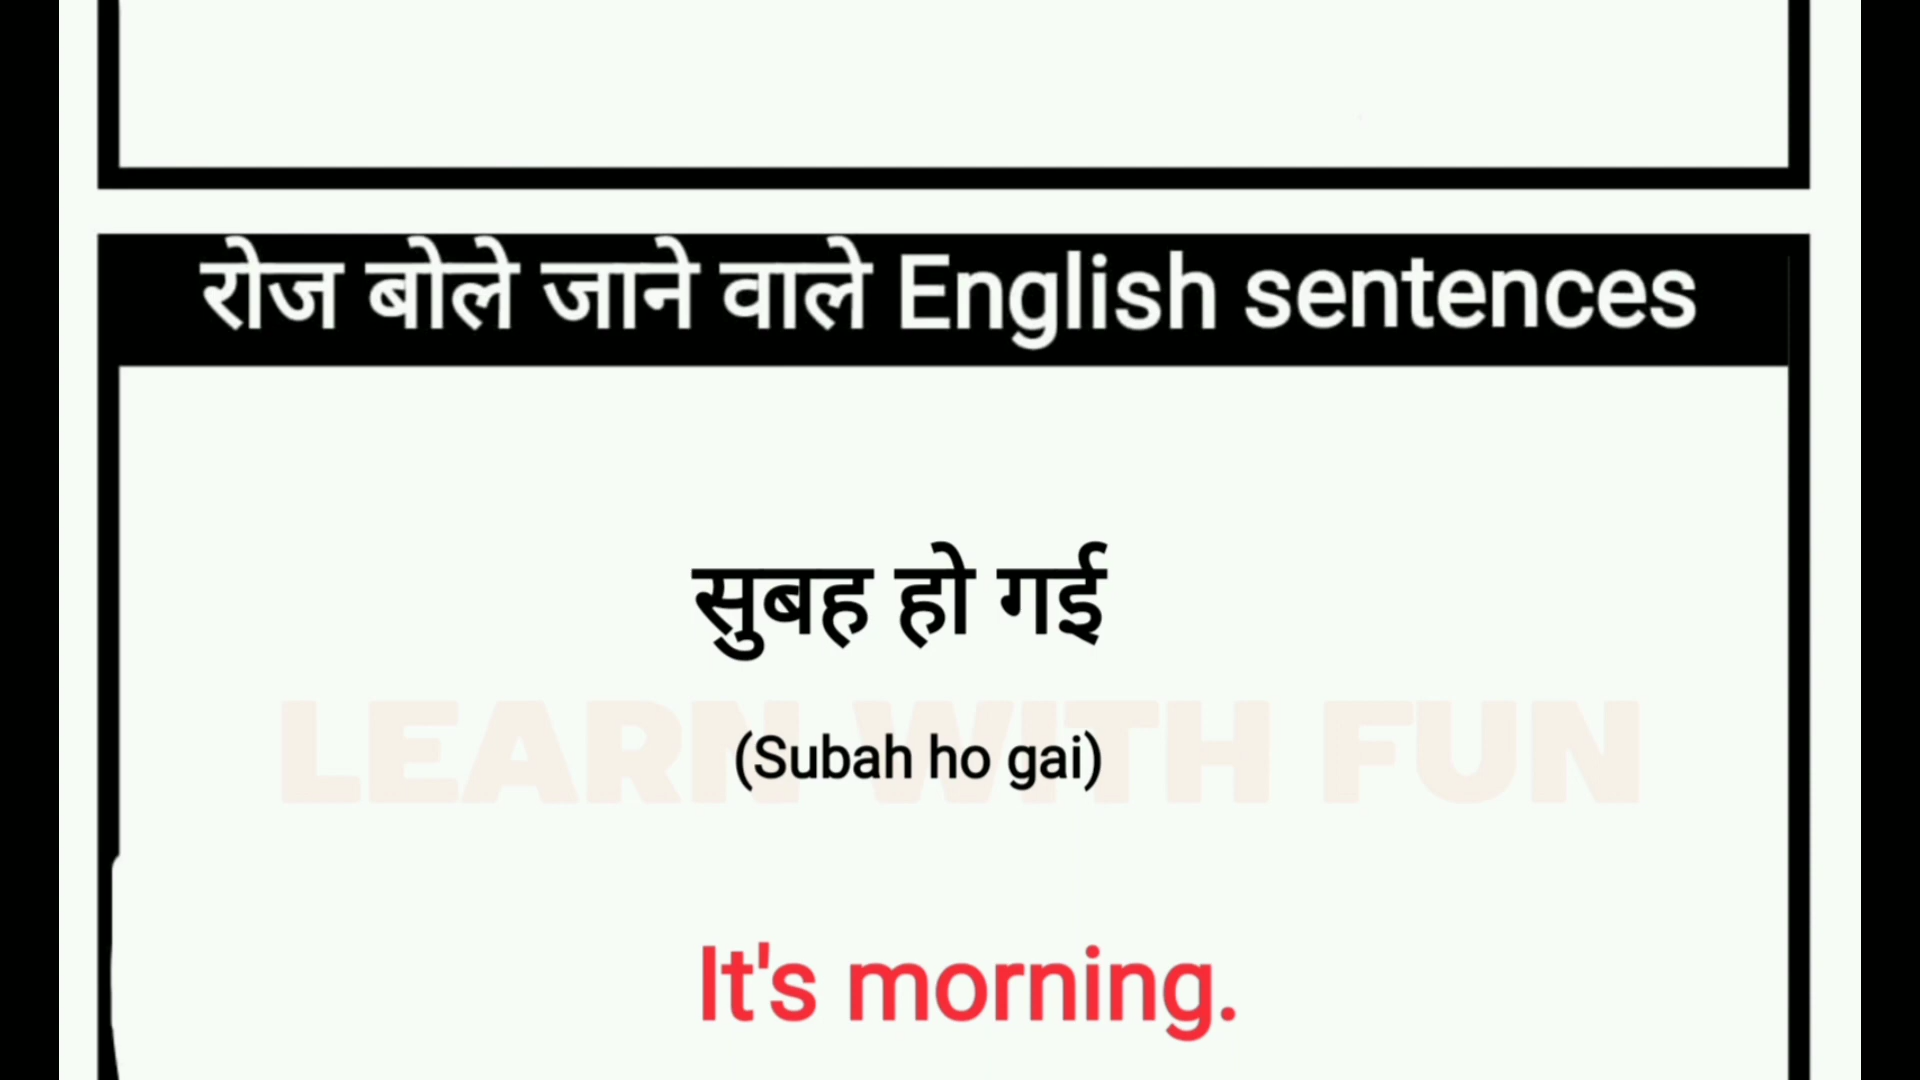 रोज बोले जाने वाले English sentences
सुबह हो गई
LEARN WITH FUN
(Subah ho gai)
It's morning.